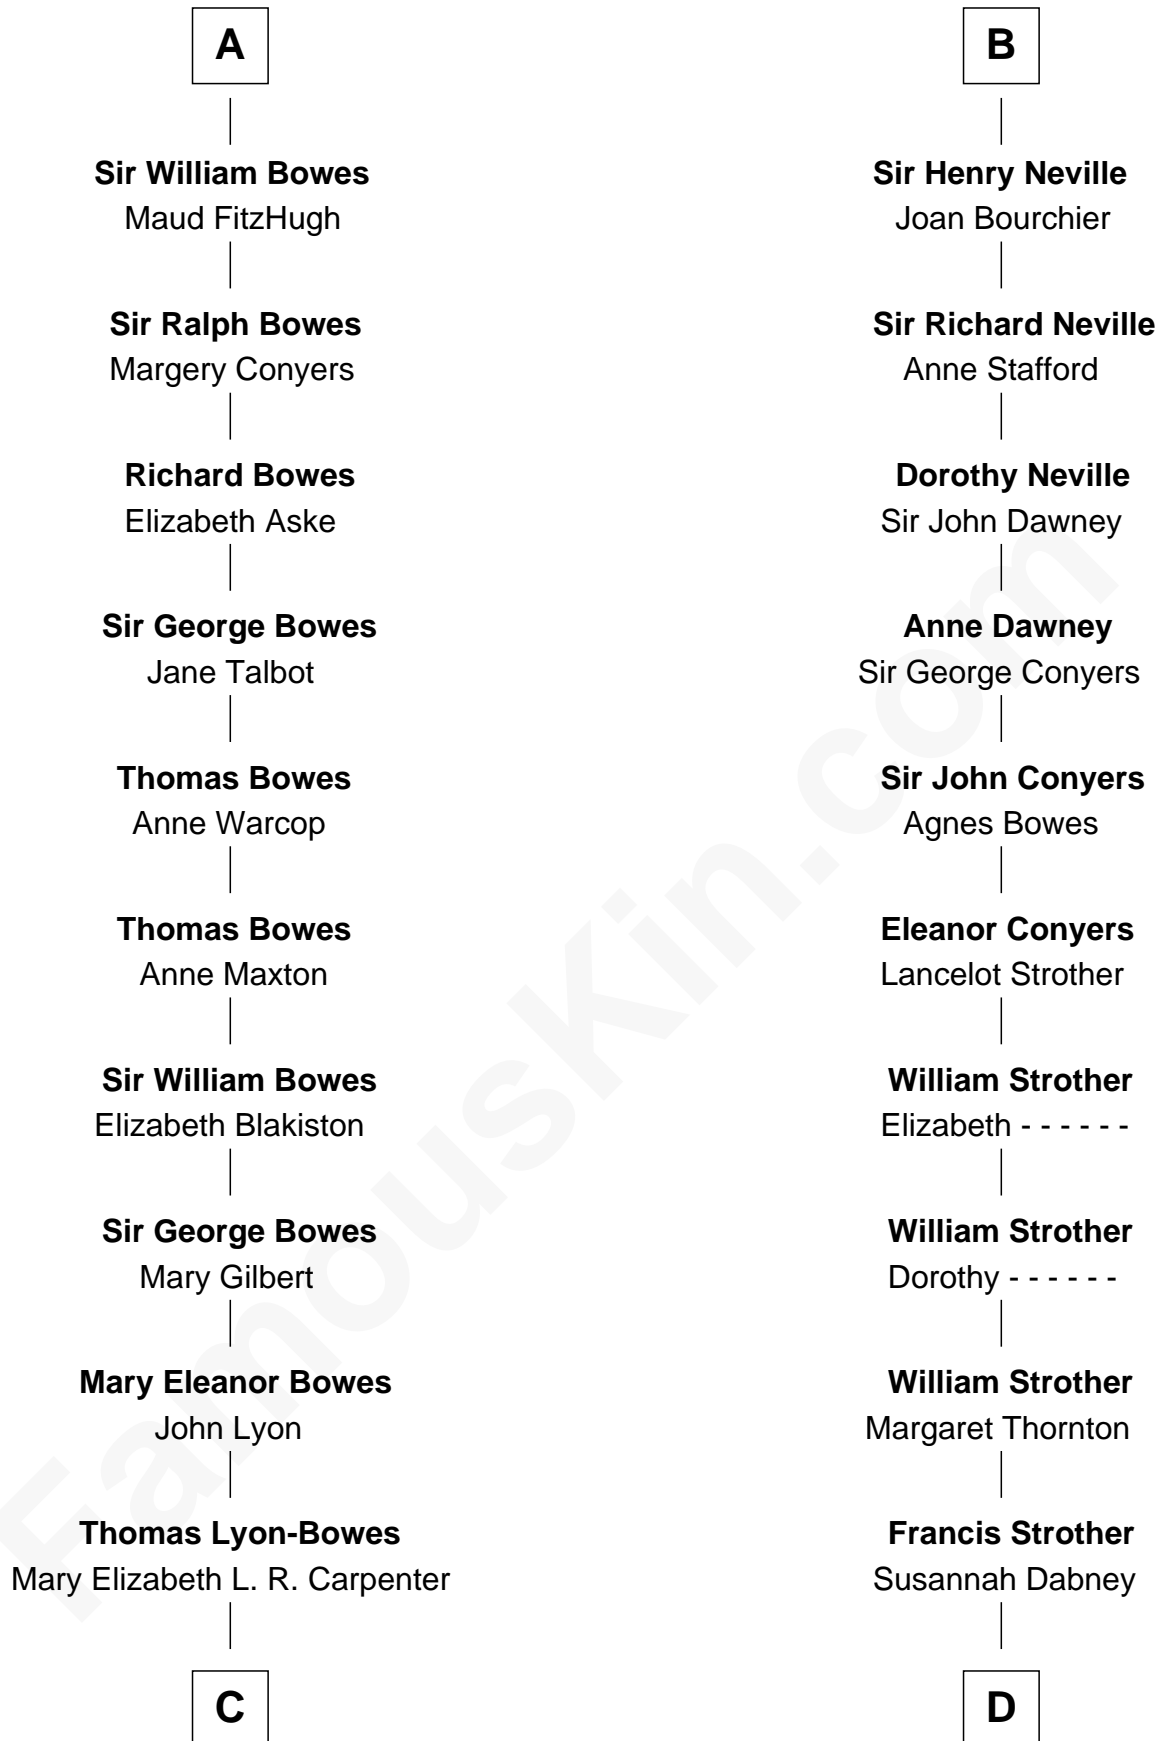 A
Sir William Bowes
Maud FitzHugh
Sir Ralph Bowes
Margery Conyers
Richard Bowes
Elizabeth Aske
Sir George Bowes
Jane Talbot
Thomas Bowes
Anne Warcop
Thomas Bowes
Anne Maxton
Sir William Bowes
Elizabeth Blakiston
Sir George Bowes
Mary Gilbert
Mary Eleanor Bowes
John Lyon
Thomas Lyon-Bowes
Mary Elizabeth L. R. Carpenter
C
B
Sir Henry Neville
Joan Bourchier
Sir Richard Neville
Anne Stafford
Dorothy Neville
Sir John Dawney
Anne Dawney
Sir George Conyers
Sir John Conyers
Agnes Bowes
Eleanor Conyers
Lancelot Strother
William Strother
Elizabeth - - - - - -
William Strother
Dorothy - - - - - -
William Strother
Margaret Thornton
Francis Strother
Susannah Dabney
D
FamousKin.com